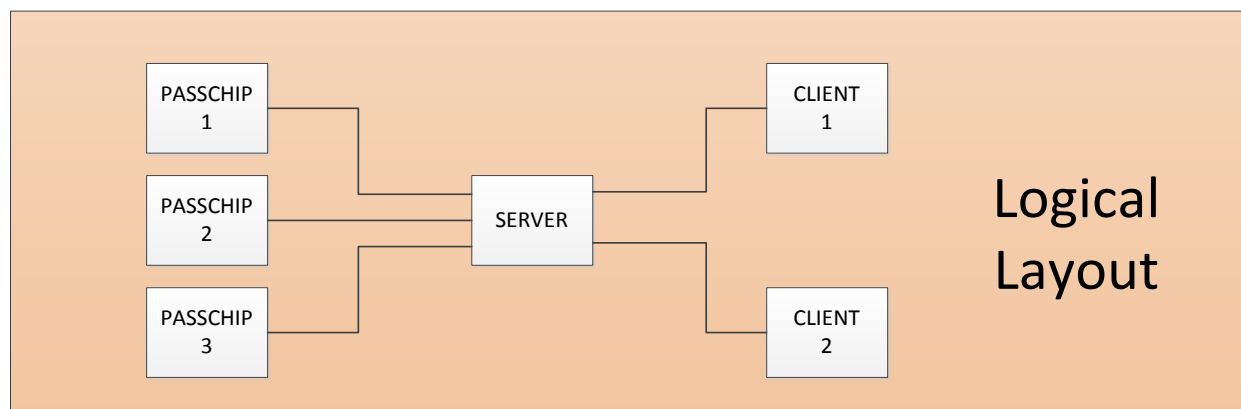 PASSCHIP
1
PASSCHIP
2
PASSCHIP
3
SERVER
CLIENT
1
CLIENT
2
Logical
Layout